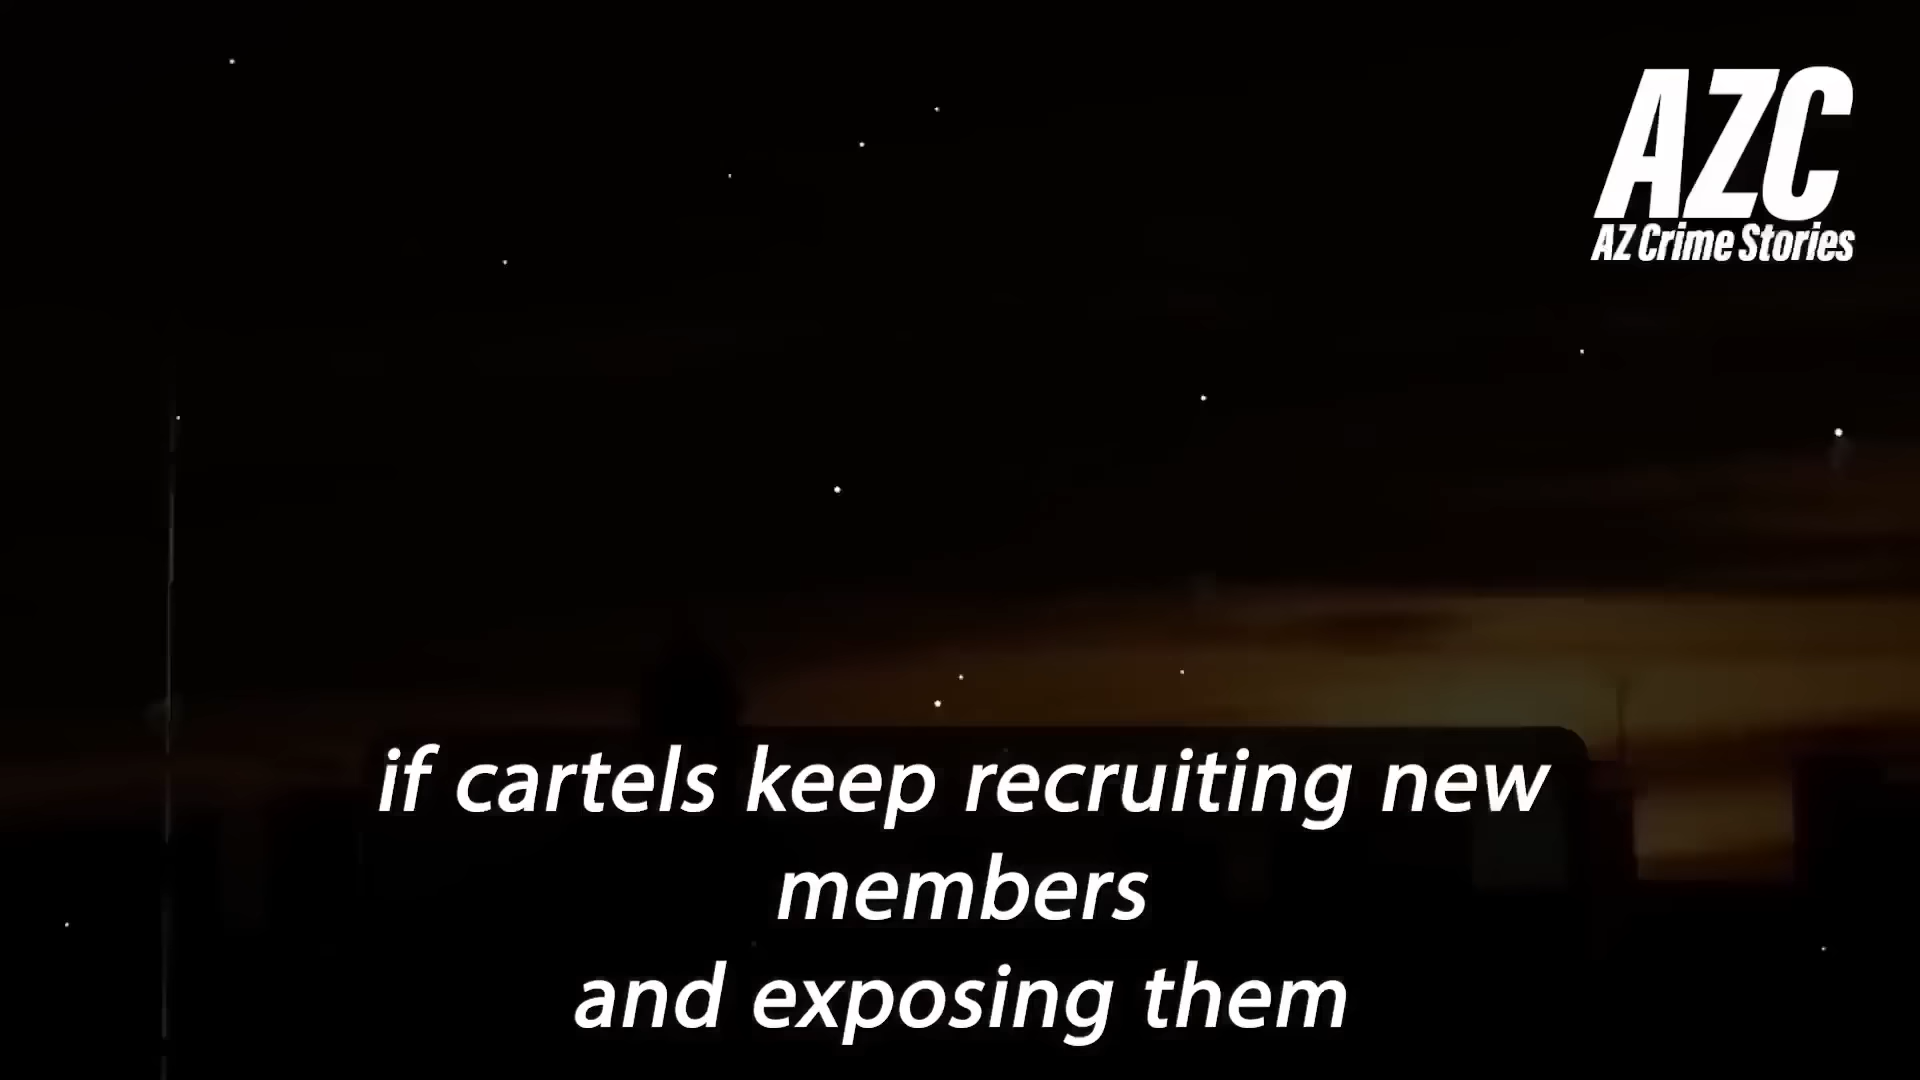 AZC
AZ Crime Stories
if cartels keep recruiting new
members
and exposing them